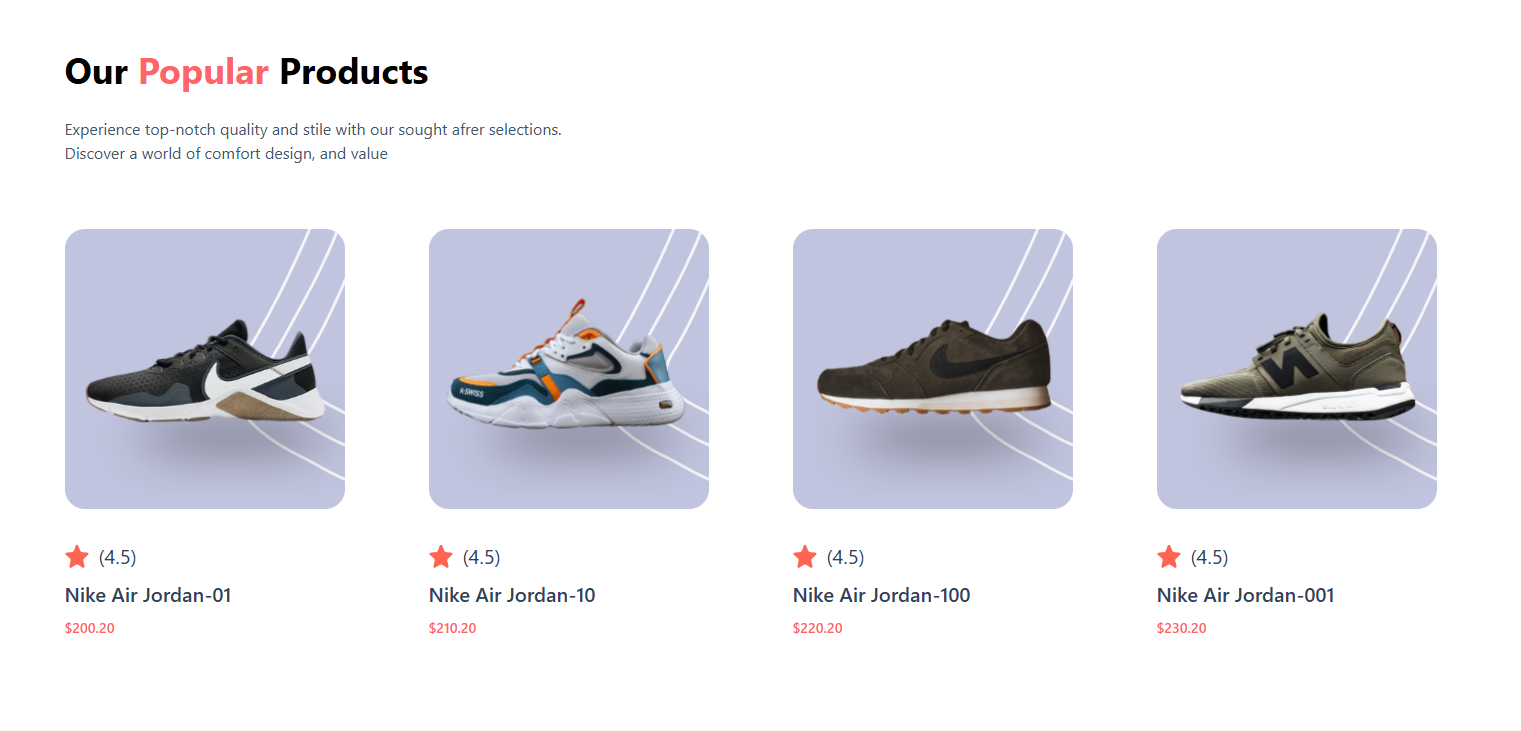 Our Popular Products
Experience top-notch quality and stile with our sought afrer selections.
Discover a world of comfort design, and value
K-SWISS
N
(4.5)
(4.5)
(4.5)
(4.5)
Nike Air Jordan-01
Nike Air Jordan-10
Nike Air Jordan-100
Nike Air Jordan-001
$200.20
$210.20
$220.20
$230.20